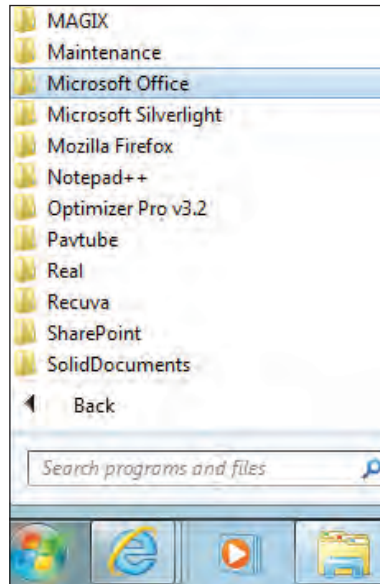 MAGIX
Maintenance
Microsoft Office
Microsoft Silverlight
Mozilla Firefox
Notepad++
Optimizer Pro v3.2
Pavtube
Real
Recuva
SharePoint
SolidDocuments
Back
Search programs and files